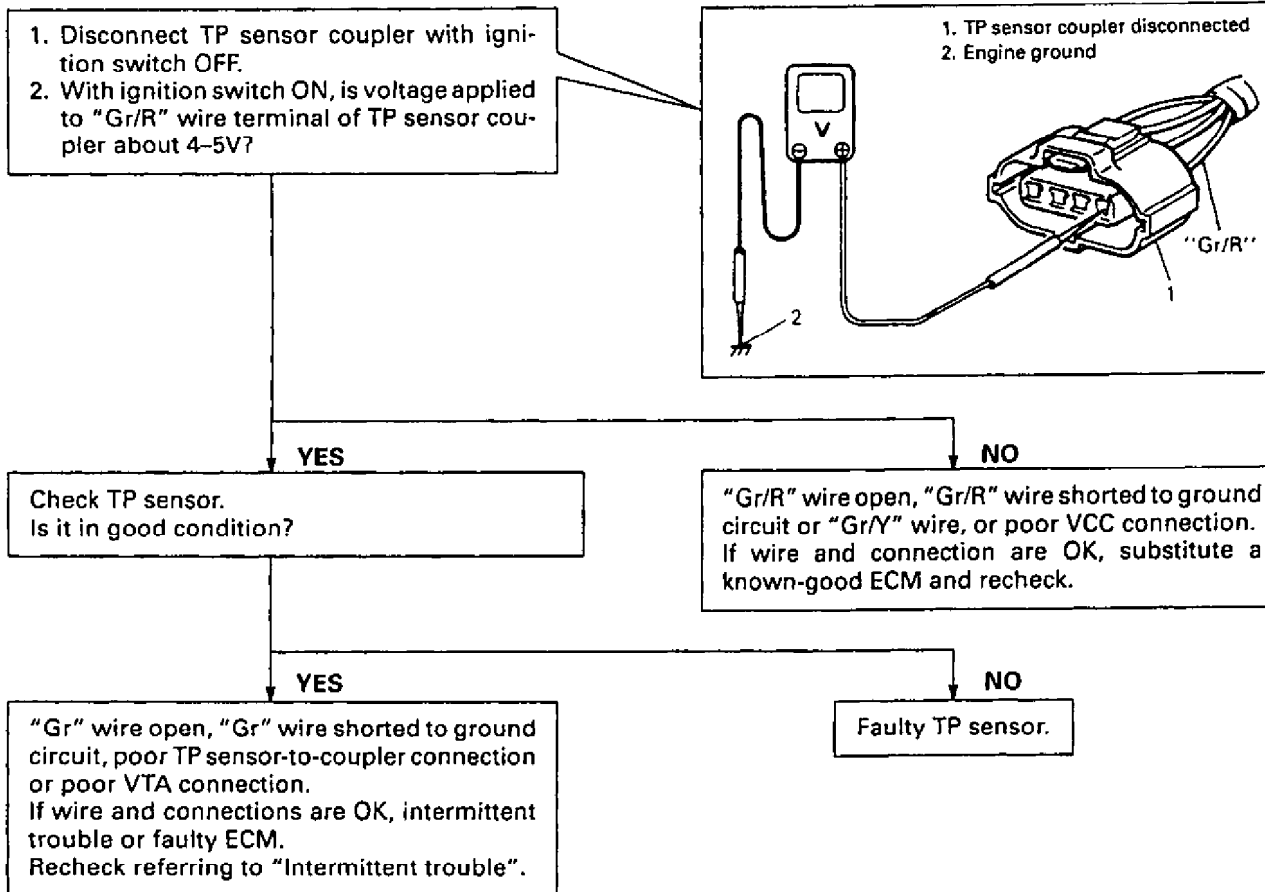 1. Disconnect TP sensor coupler with igni-
tion switch OFF.
2. With ignition switch ON, is voltage applied
to "Gr/R" wire terminal of TP sensor cou-
pler about 4–5V?
1. TP sensor coupler disconnected
2. Engine ground
V
"Gr/R"
1
2
YES
NO
Check TP sensor.
Is it in good condition?
"Gr/R" wire open, "Gr/R" wire shorted to ground
circuit or "Gr/Y" wire, or poor VCC connection.
If wire and connection are OK, substitute a
known-good ECM and recheck.
YES
NO
"Gr" wire open, "Gr" wire shorted to ground
circuit, poor TP sensor-to-coupler connection
or poor VTA connection.
If wire and connections are OK, intermittent
trouble or faulty ECM.
Recheck referring to "Intermittent trouble".
Faulty TP sensor.